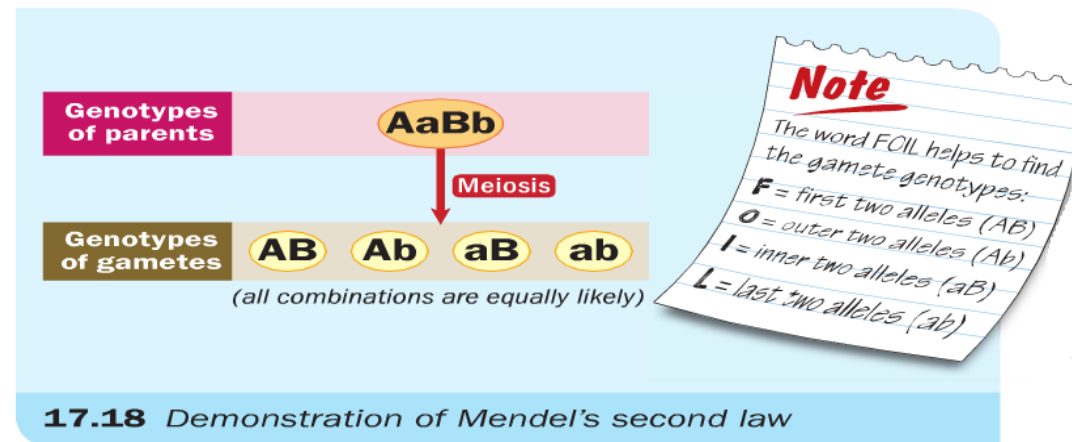 Genotypes
of parents
AaBb
Meiosis
Genotypes
of gametes
AB Ab aB ab
(all combinations are equally likely)
Note
The word FOIL helps to find
the gamete genotypes:
F = first two alleles (AB)
O = outer two alleles (Ab)
I = inner two alleles (aB)
L = last two alleles (ab)
17.18 Demonstration of Mendel's second law